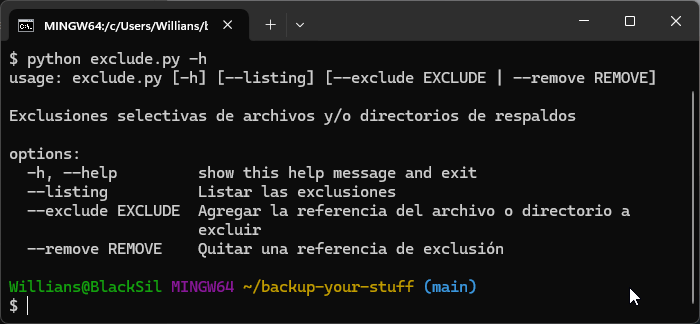 MINGW64:/c/Users/Willians/b
$ python exclude.py -h
usage: exclude.py [-h] [--listing] [--exclude EXCLUDE | --remove REMOVE]
Exclusiones selectivas de archivos y/o directorios de respaldos
options:
-h, --help show this help message and exit
--listing Listar las exclusiones
--exclude EXCLUDE Agregar la referencia del archivo o directorio a
excluir
--remove REMOVE Quitar una referencia de exclusión
Willians@BlackSil MINGW64 ~/backup-your-stuff (main)
$